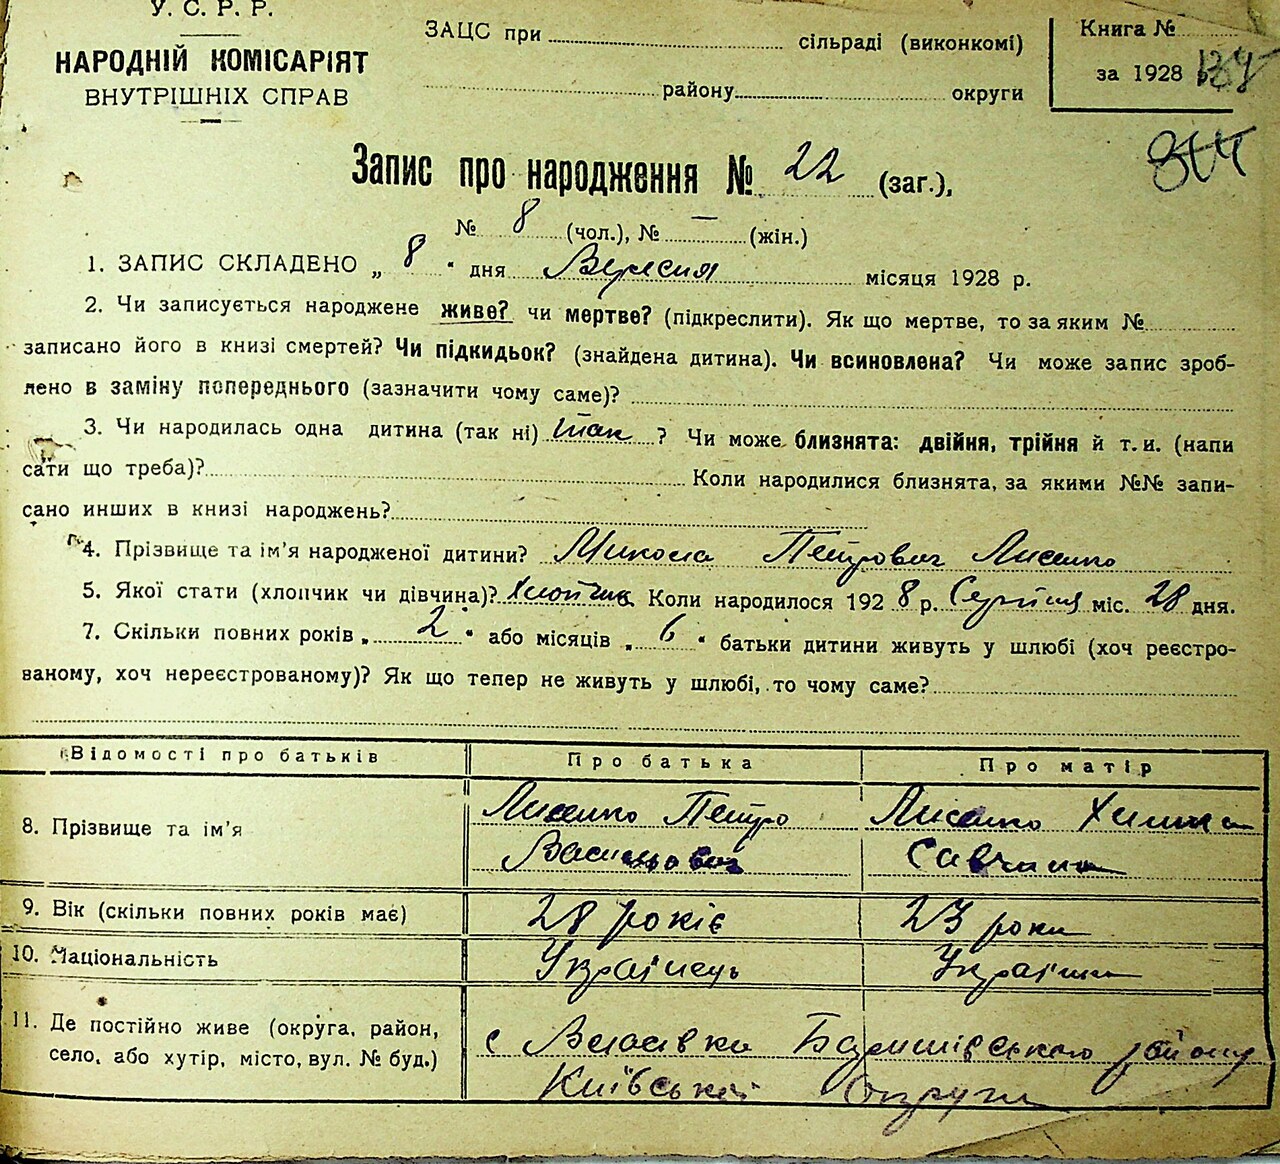 У. С. Р. Р.
НАРОДНІЙ КОМІСАРІЯТ
ВНУТРІШНІХ СПРАВ
ЗАЦС при сільраді (виконкомі)
району округи
Книга №
за 1928
Запис про народження № 22 (заг.),
№ 8 (чол.), № — (жін.)
1. ЗАПИС СКЛАДЕНО „ 8 " дня Вересня місяця 1928 р.
2. Чи записується народжене живе? чи мертве? (підкреслити). Як що мертве, то за яким №
записано його в книзі смертей? Чи підкидьок? (знайдена дитина). Чи всиновлена? Чи може запис зроб-
лено в заміну попереднього (зазначити чому саме)?
3. Чи народилась одна дитина (так ні) так ? Чи може близнята: двійня, трійня й т. и. (напи
сати що треба)? Коли народилися близнята, за якими №№ запи-
сано инших в книзі народжень?
4. Прізвище та ім'я народженої дитини? Микола Петрович Лисенко
5. Якої стати (хлопчик чи дівчина)? Хлопчик Коли народилося 192 8 р. Серпня міс. 28 дня.
7. Скільки повних років „ 2 " або місяців „ 6 " батьки дитини живуть у шлюбі (хоч реєстро-
ваному, хоч нереєстрованому)? Як що тепер не живуть у шлюбі, то чому саме?
Відомості про батьків Про батька Про матір
8. Прізвище та ім'я Лисенко Петро Васильович Лисенко
9. Вік (скільки повних років має) 28 років 23 роки
10. Національність Українець Українка
11. Де постійно живе (округа, район,
село, або хутір, місто, вул. № буд.)
с Власівка Баришівського району
Київської Округи